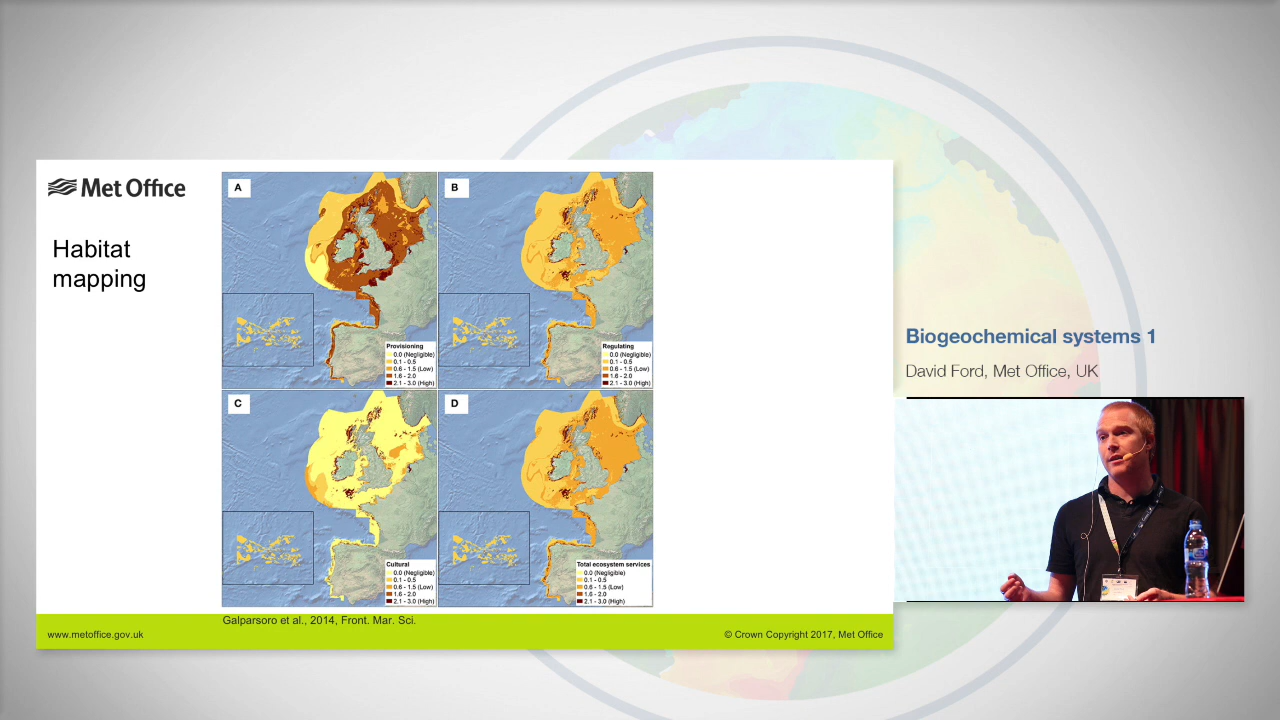 Met Office
Habitat
mapping
A
Provisioning
0.0 (Negligible)
0.1 - 0.5
0.6 - 1.5 (Low)
1.6 - 2.0
2.1 - 3.0 (High)
B
Regulating
0.0 (Negligible)
0.1 - 0.5
0.6 - 1.5 (Low)
1.6 - 2.0
2.1 - 3.0 (High)
C
Cultural
0.0 (Negligible)
0.1 - 0.5
0.6 - 1.5 (Low)
1.6 - 2.0
2.1 - 3.0 (High)
D
Total ecosystem services
0.0 (Negligible)
0.1 - 0.5
0.6 - 1.5 (Low)
1.6 - 2.0
2.1 - 3.0 (High)
Galparsoro et al., 2014, Front. Mar. Sci.
www.metoffice.gov.uk
© Crown Copyright 2017, Met Office
Biogeochemical systems 1
David Ford, Met Office, UK